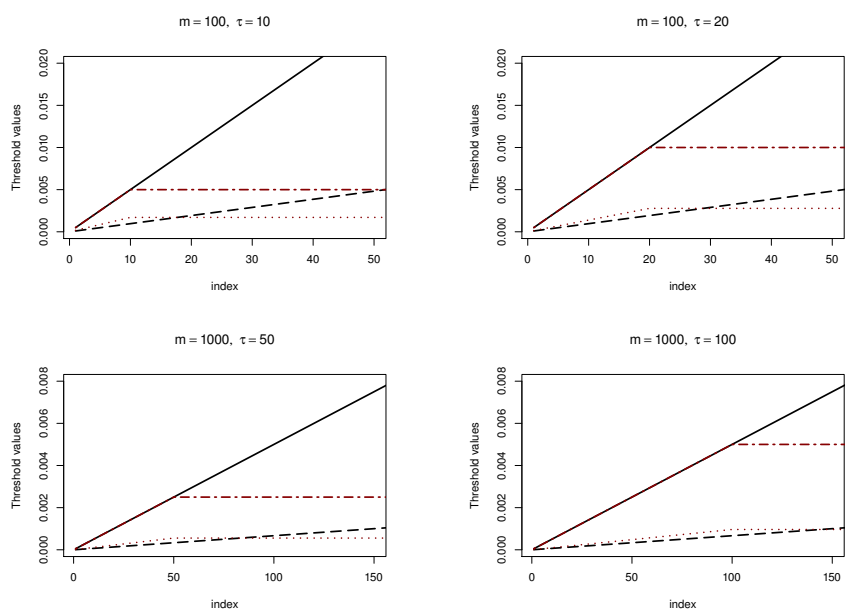 m = 100, τ = 10
Threshold values
0.000 0.005 0.010 0.015 0.020
0 10 20 30 40 50
index
m = 100, τ = 20
Threshold values
0.000 0.005 0.010 0.015 0.020
0 10 20 30 40 50
index
m = 1000, τ = 50
Threshold values
0.000 0.002 0.004 0.006 0.008
0 50 100 150
index
m = 1000, τ = 100
Threshold values
0.000 0.002 0.004 0.006 0.008
0 50 100 150
index